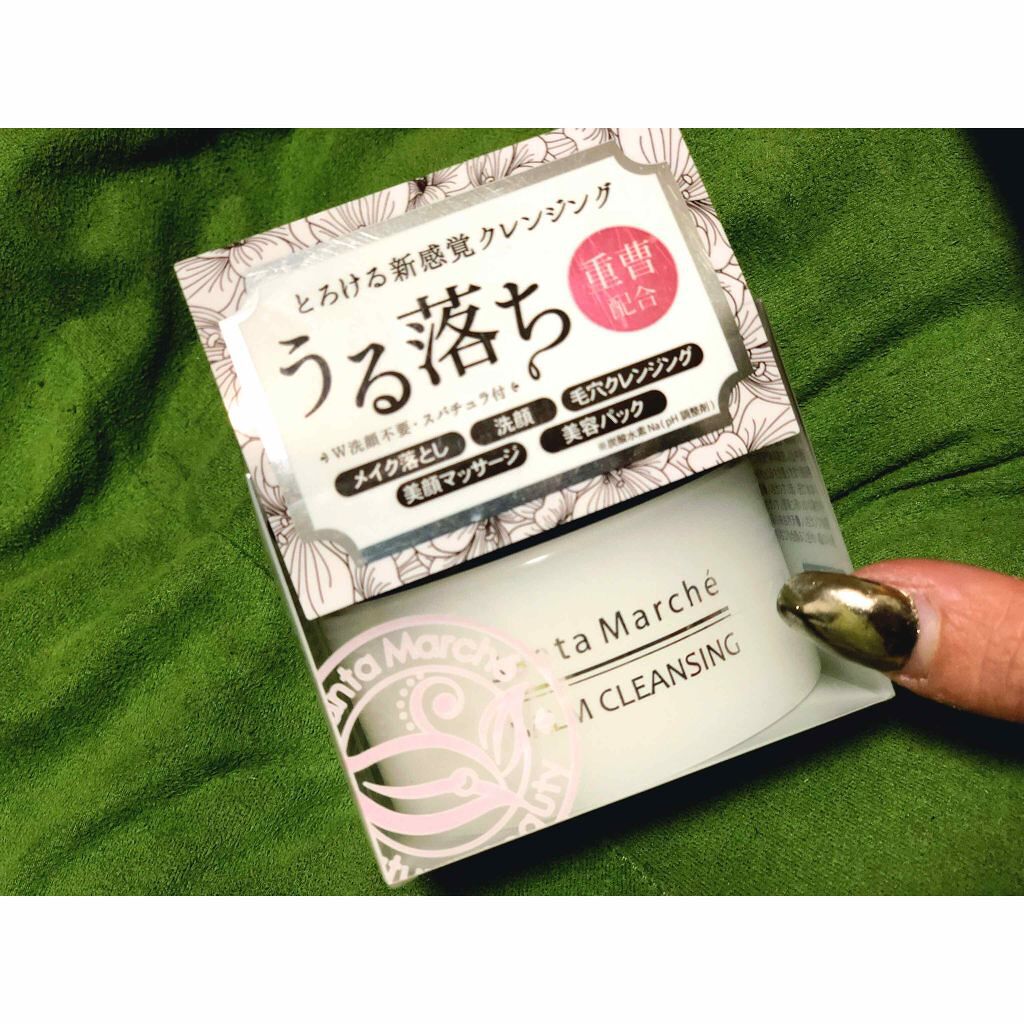 とろける新感覚クレンジング
うる落ち
重曹
配合
W洗顔不要・スパチュラ付
メイク落とし
洗顔
毛穴クレンジング
美顔マッサージ
美容パック
※炭酸水素Na(pH調整剤)
Marché
CLEANSING
Marché